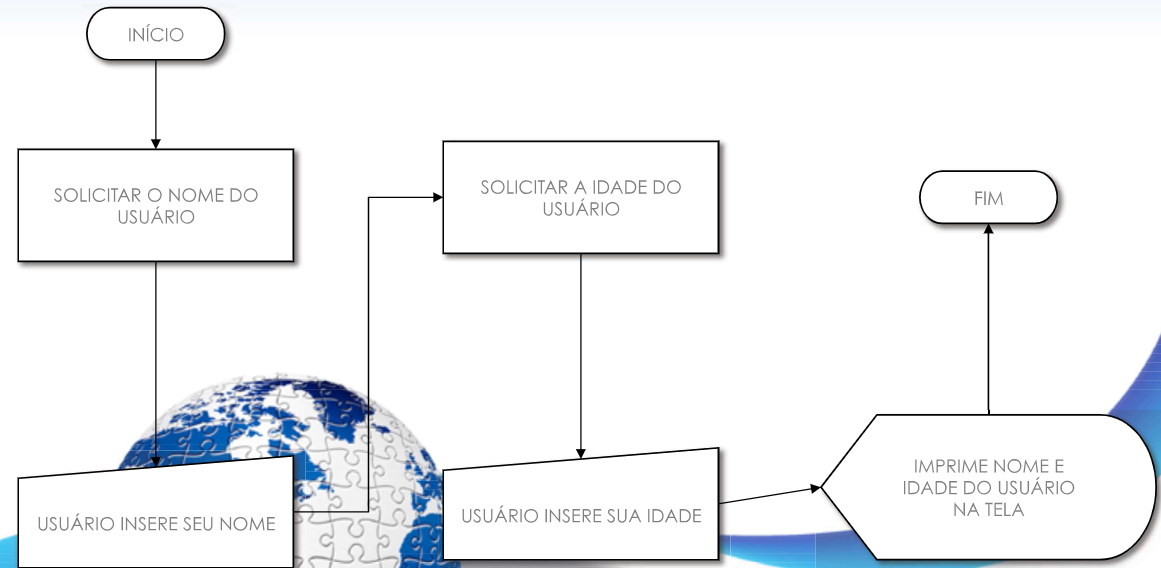 INÍCIO
SOLICITAR O NOME DO
USUÁRIO
USUÁRIO INSERE SEU NOME
SOLICITAR A IDADE DO
USUÁRIO
USUÁRIO INSERE SUA IDADE
IMPRIME NOME E
IDADE DO USUÁRIO
NA TELA
FIM